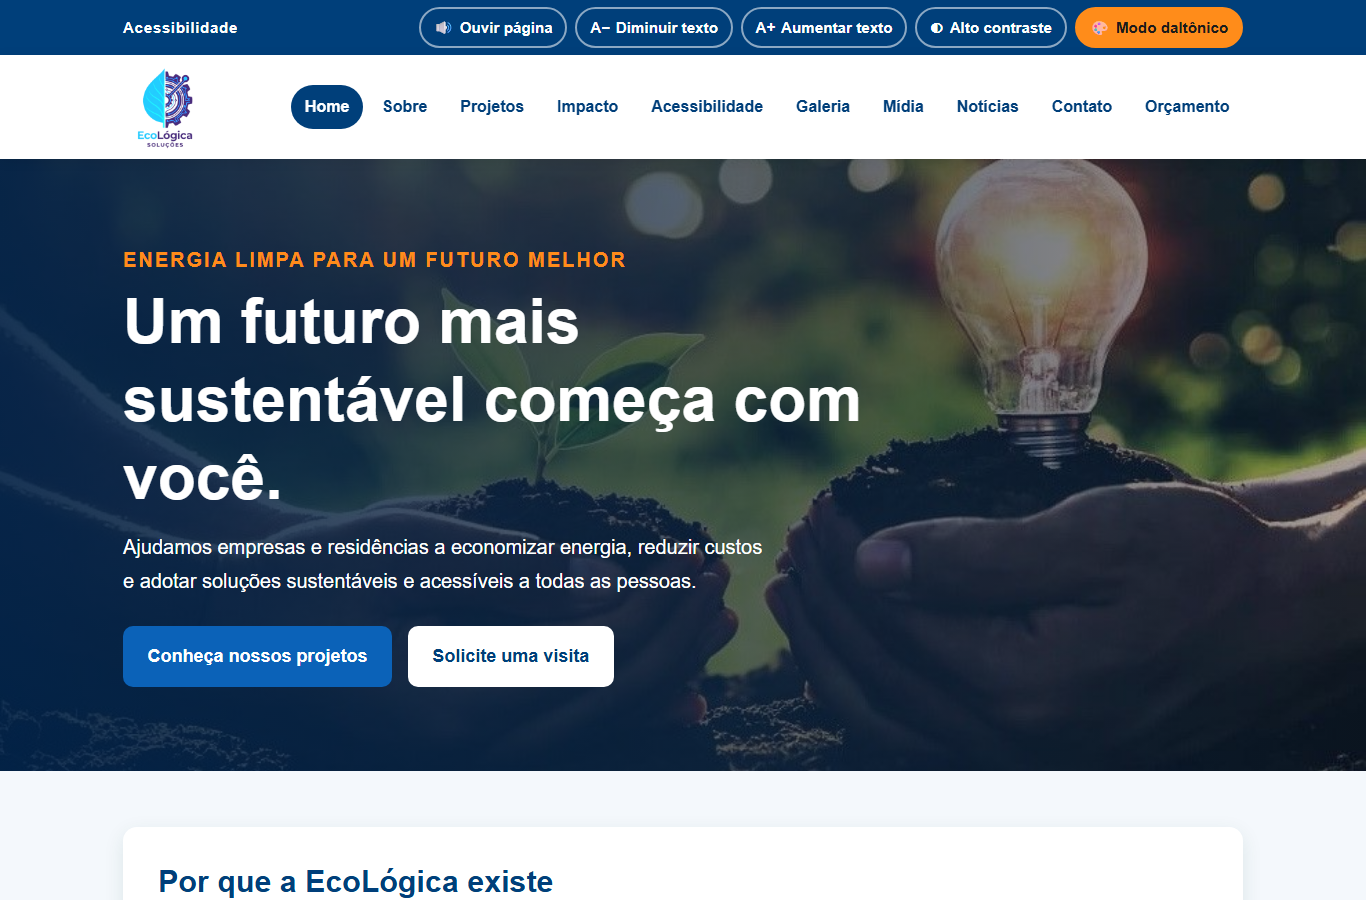 Acessibilidade
Ouvir página
A− Diminuir texto
A+ Aumentar texto
Alto contraste
Modo daltônico
EcoLógica
SOLUÇÕES
Home
Sobre
Projetos
Impacto
Acessibilidade
Galeria
Mídia
Notícias
Contato
Orçamento
ENERGIA LIMPA PARA UM FUTURO MELHOR
Um futuro mais
sustentável começa com
você.
Ajudamos empresas e residências a economizar energia, reduzir custos
e adotar soluções sustentáveis e acessíveis a todas as pessoas.
Conheça nossos projetos
Solicite uma visita
Por que a EcoLógica existe